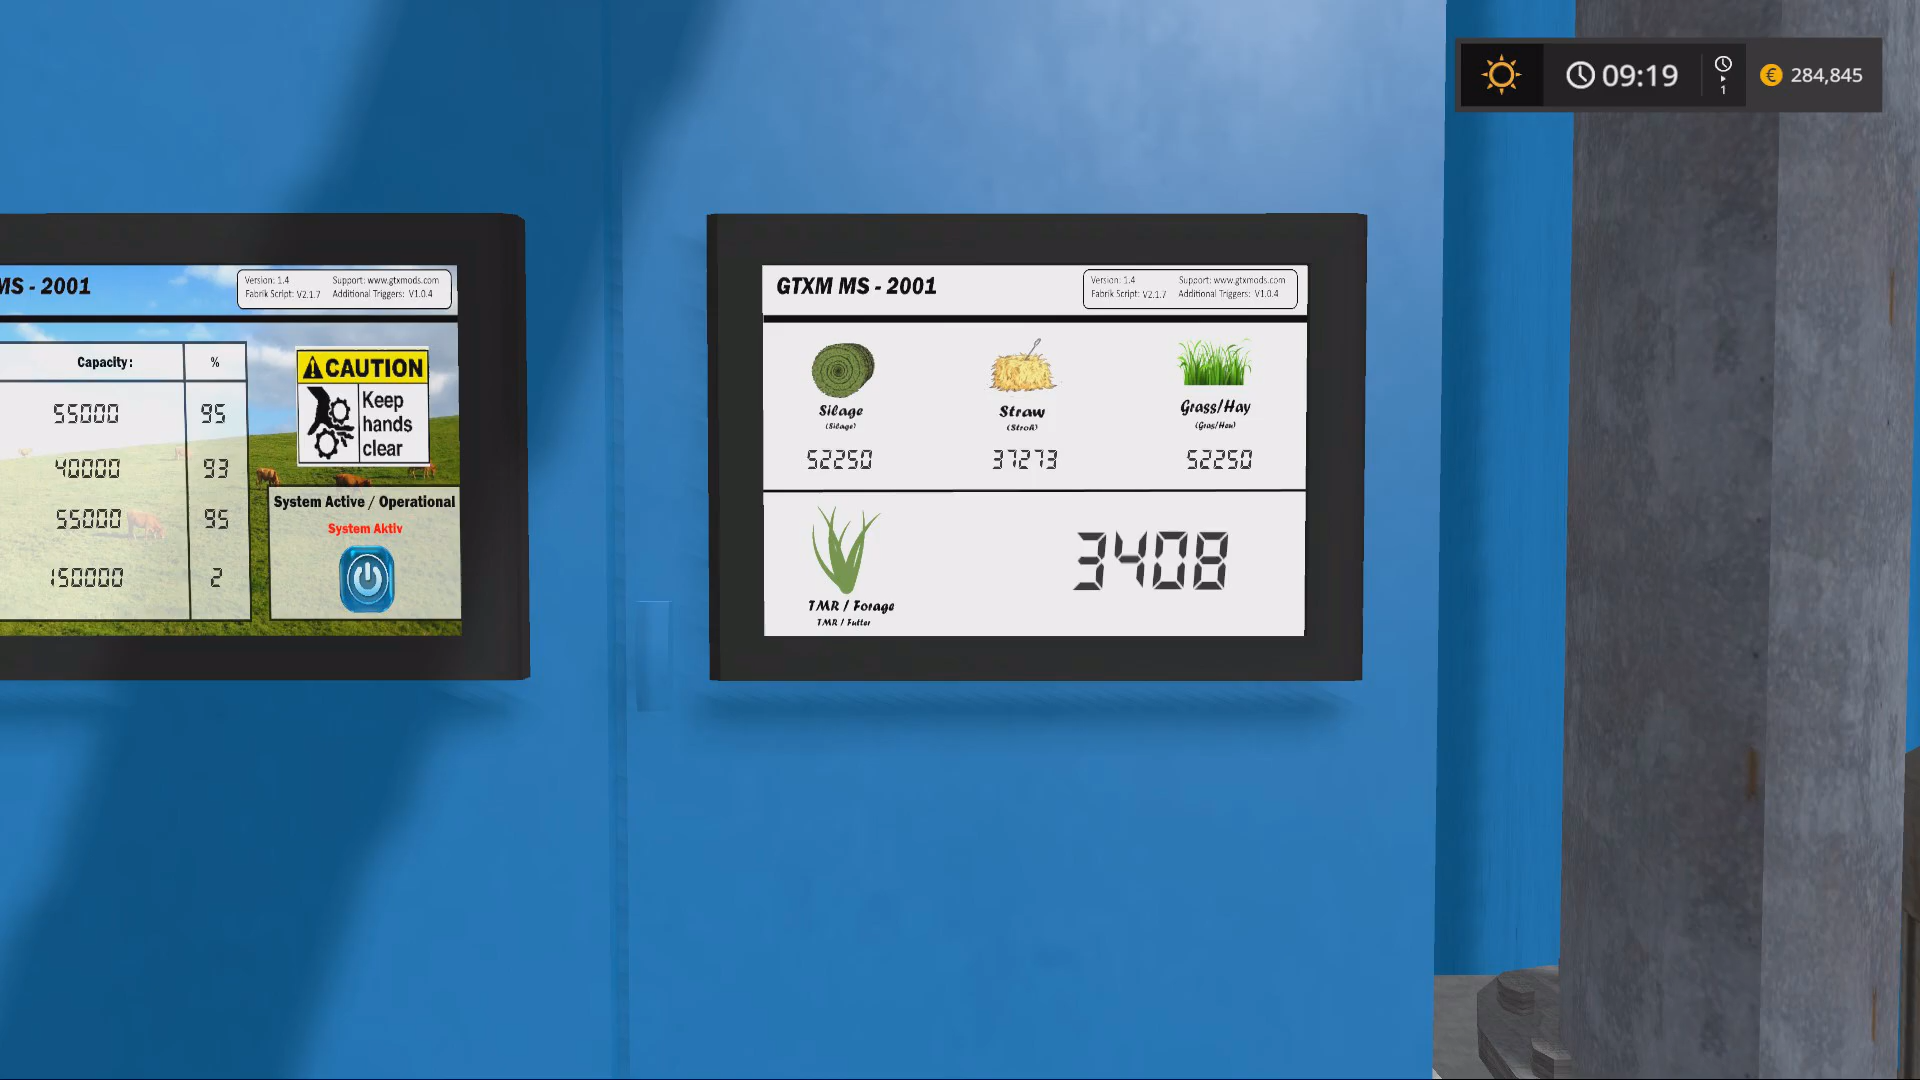 09:19
1
€ 284,845
MS - 2001
Version: 1.4 Support: www.gtxmods.com
Fabrik Script: V2.1.7 Additional Triggers: V1.0.4
Capacity: %
55000 95
40000 93
55000 95
150000 2
CAUTION
Keep
hands
clear
System Active / Operational
System Aktiv
GTXM MS - 2001
Version: 1.4 Support: www.gtxmods.com
Fabrik Script: V2.1.7 Additional Triggers: V1.0.4
Silage Straw Grass/Hay
(Silage) (Stroh) (Gras/Heu)
52250 37273 52250
3408
TMR / Forage
TMR / Futter